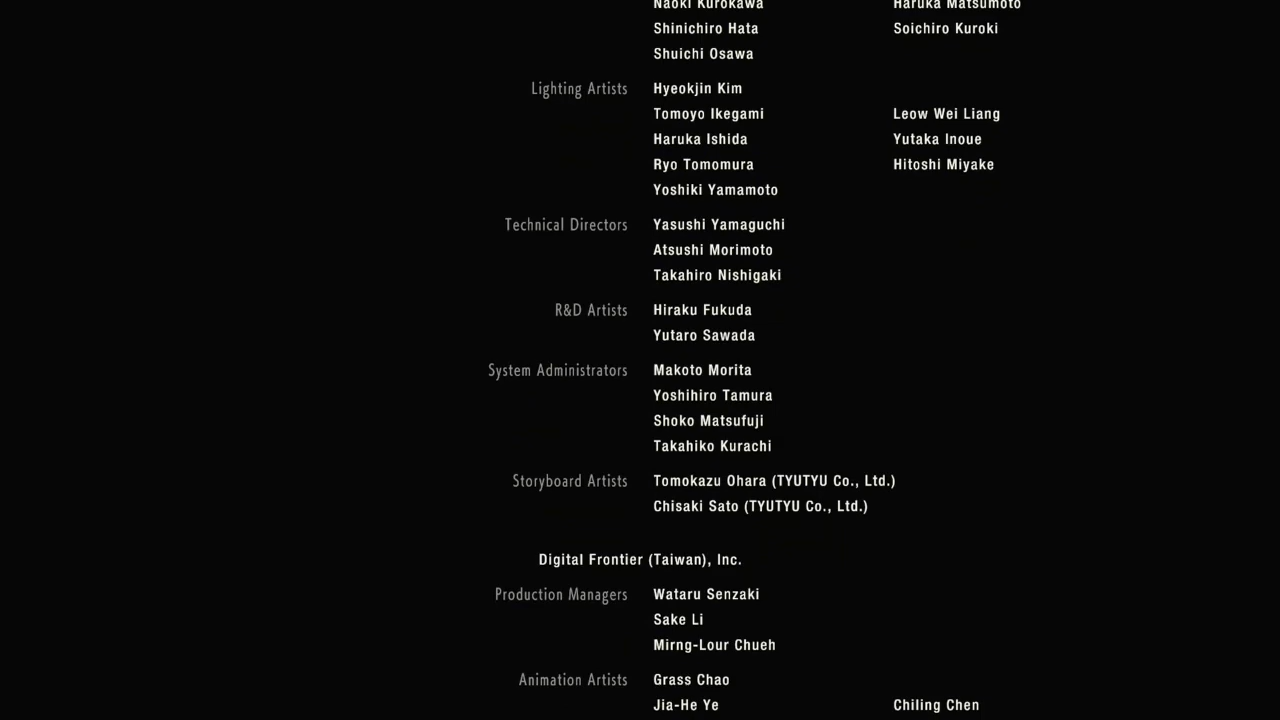 Naoki Kurokawa Haruka Matsumoto
Shinichiro Hata Soichiro Kuroki
Shuichi Osawa
Lighting Artists Hyeokjin Kim
Tomoyo Ikegami Leow Wei Liang
Haruka Ishida Yutaka Inoue
Ryo Tomomura Hitoshi Miyake
Yoshiki Yamamoto
Technical Directors Yasushi Yamaguchi
Atsushi Morimoto
Takahiro Nishigaki
R&D Artists Hiraku Fukuda
Yutaro Sawada
System Administrators Makoto Morita
Yoshihiro Tamura
Shoko Matsufuji
Takahiko Kurachi
Storyboard Artists Tomokazu Ohara (TYUTYU Co., Ltd.)
Chisaki Sato (TYUTYU Co., Ltd.)
Digital Frontier (Taiwan), Inc.
Production Managers Wataru Senzaki
Sake Li
Mirng-Lour Chueh
Animation Artists Grass Chao
Jia-He Ye Chiling Chen